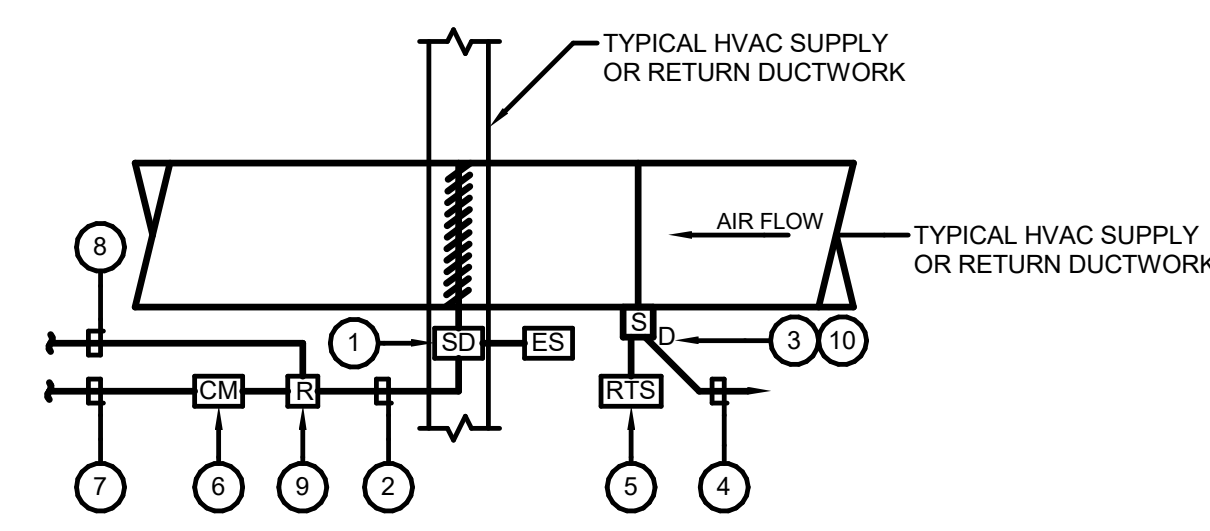 TYPICAL HVAC SUPPLY
OR RETURN DUCTWORK
AIR FLOW
TYPICAL HVAC SUPPLY
OR RETURN DUCTWORK
8
1
SD
ES
S
D
3
10
CM
R
RTS
7
6
9
2
5
4